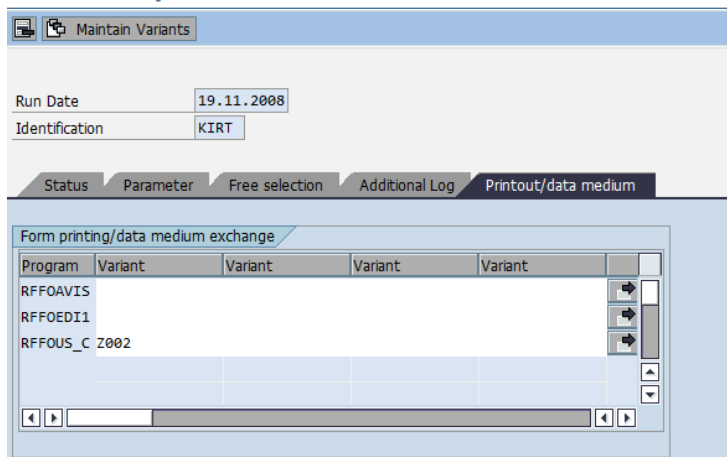 Maintain Variants
Run Date 19.11.2008
Identification KIRT
Status Parameter Free selection Additional Log Printout/data medium
Form printing/data medium exchange
Program Variant Variant Variant Variant
RFFOAVIS
RFFOEDI1
RFFOUS_C Z002